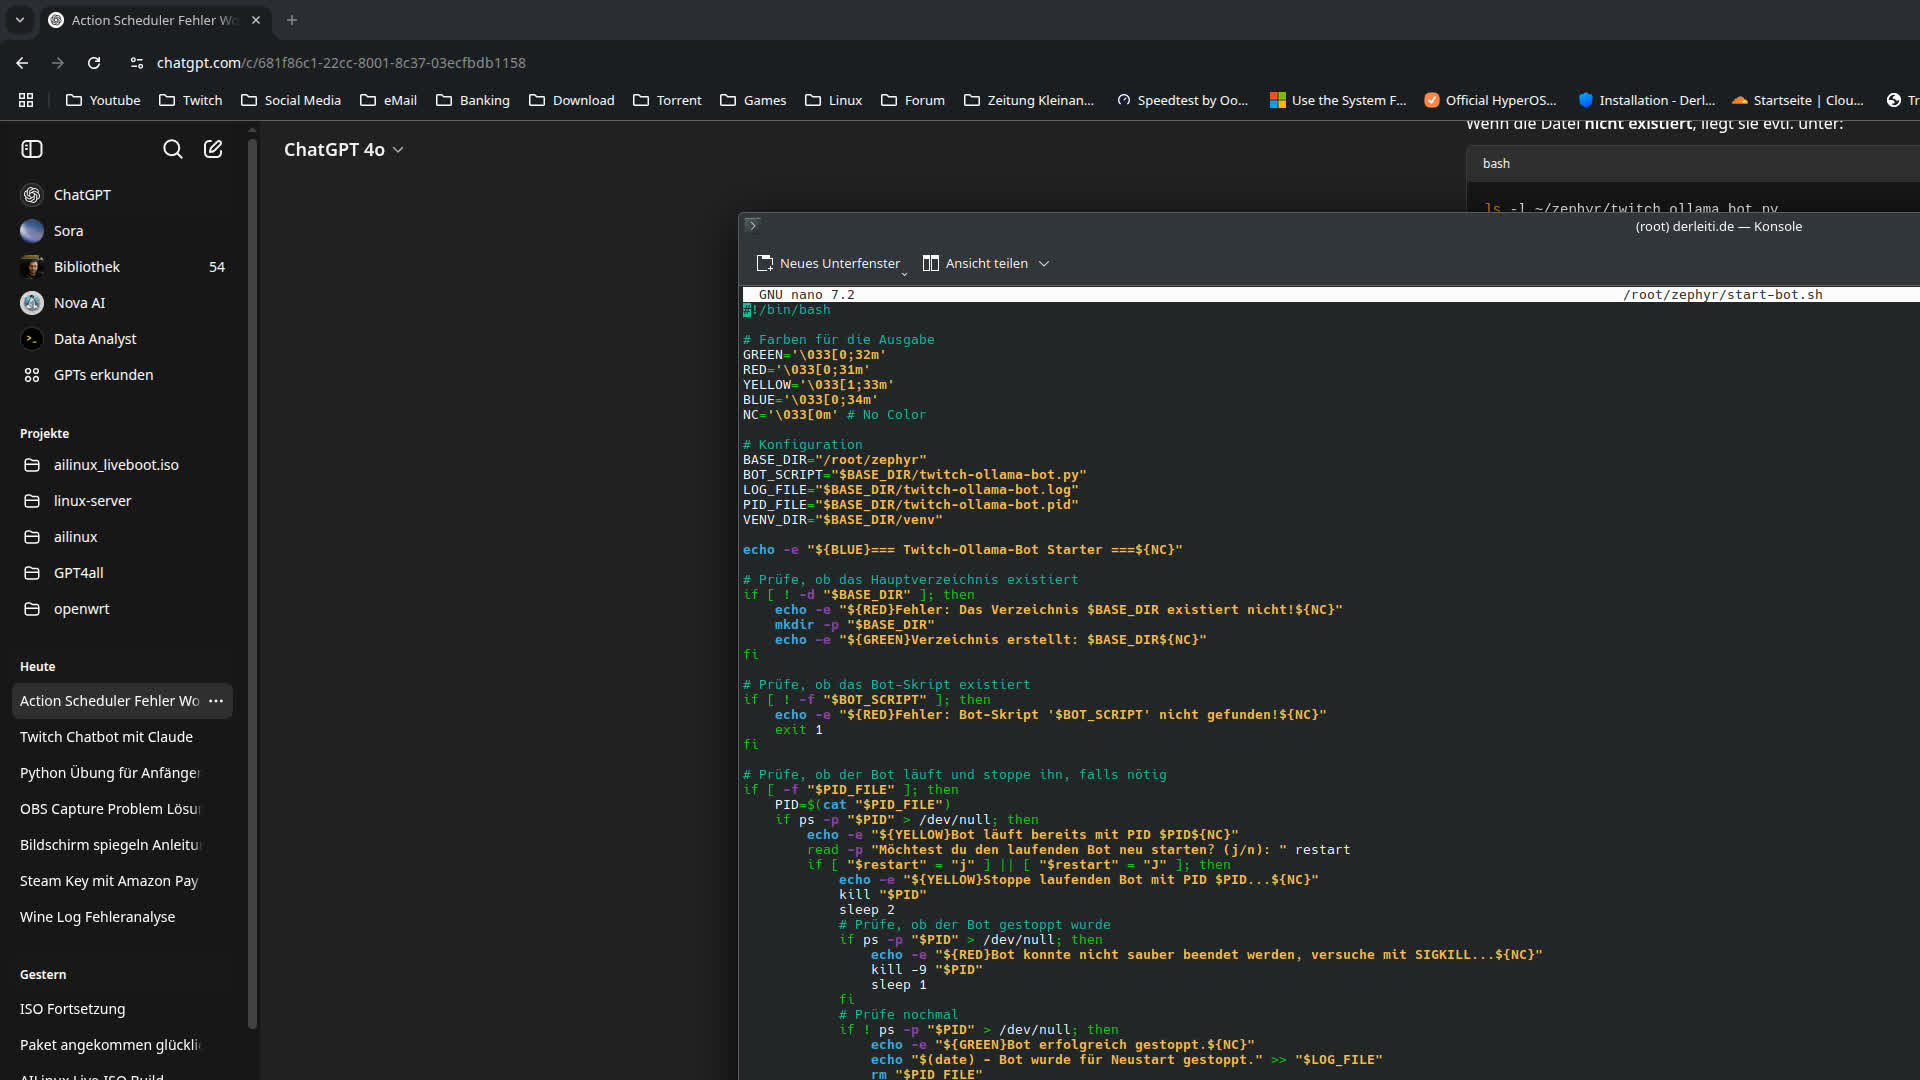 Action Scheduler Fehler Wo
chatgpt.com/c/681f86c1-22cc-8001-8c37-03ecfbdb1158
Youtube
Twitch
Social Media
eMail
Banking
Download
Torrent
Games
Linux
Forum
Zeitung Kleinan...
Speedtest by Oo...
Use the System F...
Official HyperOS...
Installation - Derl...
Startseite | Clou...
Tr
ChatGPT
Sora
Bibliothek 54
Nova AI
Data Analyst
GPTs erkunden
Projekte
ailinux_liveboot.iso
linux-server
ailinux
GPT4all
openwrt
Heute
Action Scheduler Fehler Wo
Twitch Chatbot mit Claude
Python Übung für Anfänger
OBS Capture Problem Lösu
Bildschirm spiegeln Anleitu
Steam Key mit Amazon Pay
Wine Log Fehleranalyse
Gestern
ISO Fortsetzung
Paket angekommen glückli
AILinux Live ISO Build
ChatGPT 4o
Wenn die Datei nicht existiert, liegt sie evtl. unter:
bash
ls -l ~/zephyr/twitch_ollama_bot.py
(root) derleiti.de — Konsole
Neues Unterfenster
Ansicht teilen
GNU nano 7.2 /root/zephyr/start-bot.sh
#!/bin/bash
# Farben für die Ausgabe
GREEN='\033[0;32m'
RED='\033[0;31m'
YELLOW='\033[1;33m'
BLUE='\033[0;34m'
NC='\033[0m' # No Color
# Konfiguration
BASE_DIR="/root/zephyr"
BOT_SCRIPT="$BASE_DIR/twitch-ollama-bot.py"
LOG_FILE="$BASE_DIR/twitch-ollama-bot.log"
PID_FILE="$BASE_DIR/twitch-ollama-bot.pid"
VENV_DIR="$BASE_DIR/venv"
echo -e "${BLUE}=== Twitch-Ollama-Bot Starter ===${NC}"
# Prüfe, ob das Hauptverzeichnis existiert
if [ ! -d "$BASE_DIR" ]; then
    echo -e "${RED}Fehler: Das Verzeichnis $BASE_DIR existiert nicht!${NC}"
    mkdir -p "$BASE_DIR"
    echo -e "${GREEN}Verzeichnis erstellt: $BASE_DIR${NC}"
fi
# Prüfe, ob das Bot-Skript existiert
if [ ! -f "$BOT_SCRIPT" ]; then
    echo -e "${RED}Fehler: Bot-Skript '$BOT_SCRIPT' nicht gefunden!${NC}"
    exit 1
fi
# Prüfe, ob der Bot läuft und stoppe ihn, falls nötig
if [ -f "$PID_FILE" ]; then
    PID=$(cat "$PID_FILE")
    if ps -p "$PID" > /dev/null; then
        echo -e "${YELLOW}Bot läuft bereits mit PID $PID${NC}"
        read -p "Möchtest du den laufenden Bot neu starten? (j/n): " restart
        if [ "$restart" = "j" ] || [ "$restart" = "J" ]; then
            echo -e "${YELLOW}Stoppe laufenden Bot mit PID $PID...${NC}"
            kill "$PID"
            sleep 2
            # Prüfe, ob der Bot gestoppt wurde
            if ps -p "$PID" > /dev/null; then
                echo -e "${RED}Bot konnte nicht sauber beendet werden, versuche mit SIGKILL...${NC}"
                kill -9 "$PID"
                sleep 1
            fi
            # Prüfe nochmal
            if ! ps -p "$PID" > /dev/null; then
                echo -e "${GREEN}Bot erfolgreich gestoppt.${NC}"
                echo "$(date) - Bot wurde für Neustart gestoppt." >> "$LOG_FILE"
                rm "$PID_FILE"